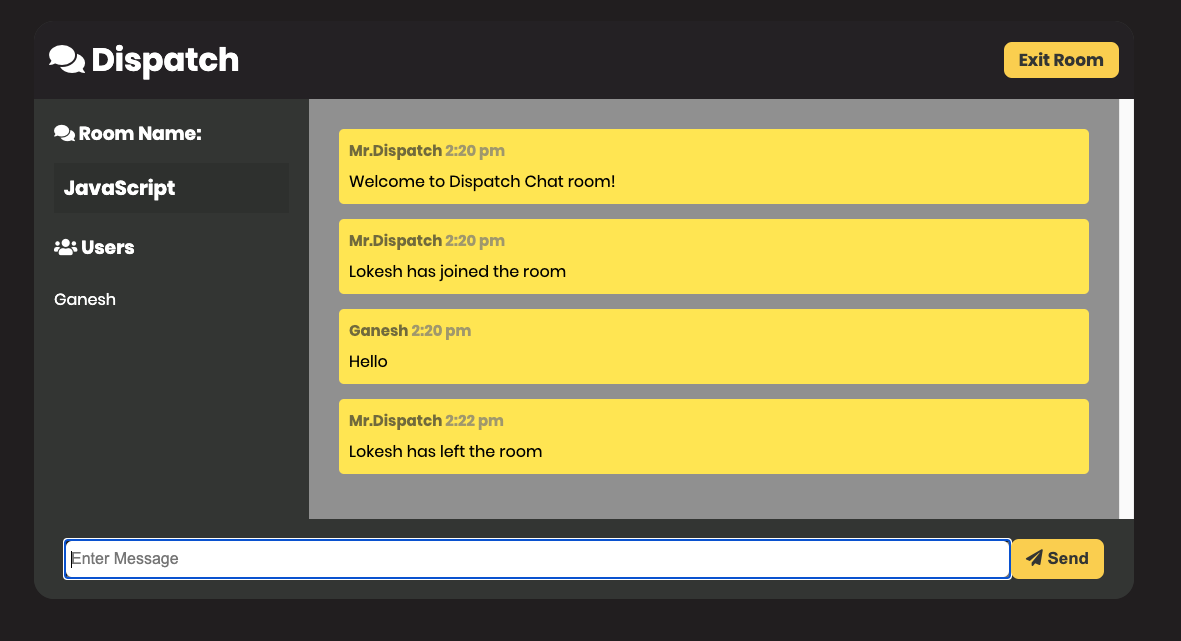 Dispatch
Exit Room
Room Name:
JavaScript
Users
Ganesh
Mr.Dispatch 2:20 pm
Welcome to Dispatch Chat room!
Mr.Dispatch 2:20 pm
Lokesh has joined the room
Ganesh 2:20 pm
Hello
Mr.Dispatch 2:22 pm
Lokesh has left the room
Enter Message
Send